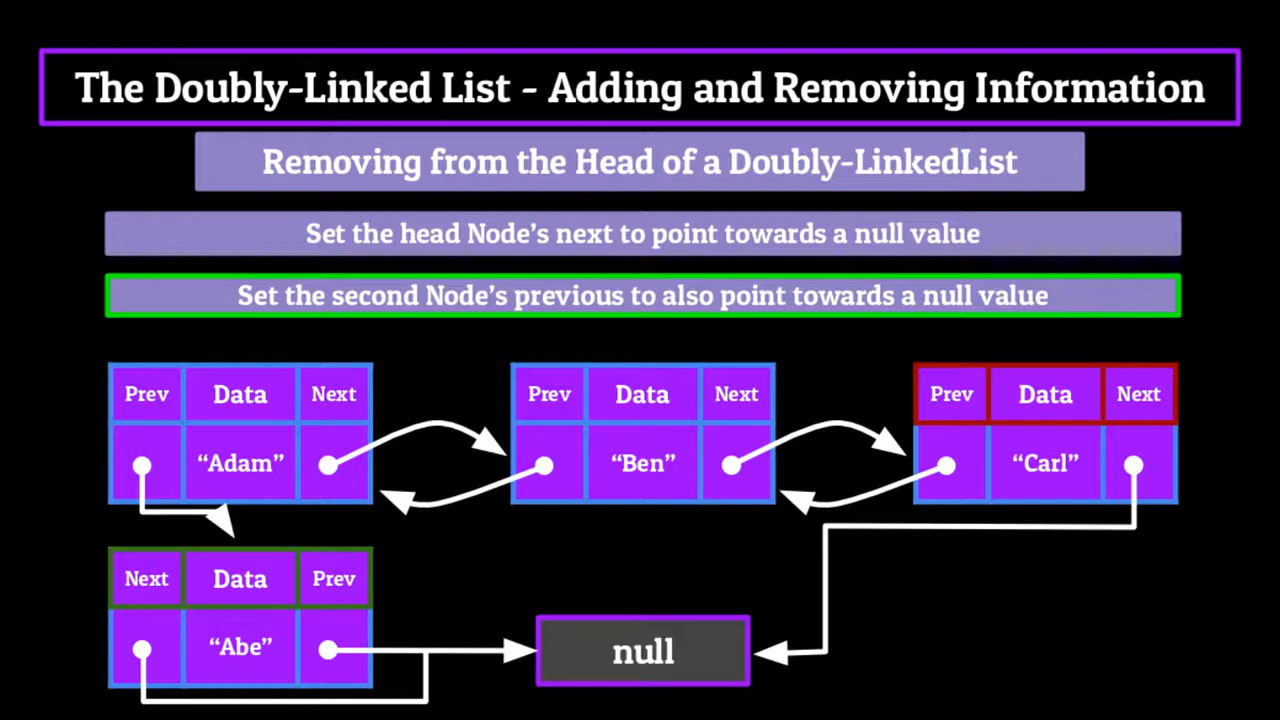 The Doubly-Linked List - Adding and Removing Information
Removing from the Head of a Doubly-LinkedList
Set the head Node’s next to point towards a null value
Set the second Node’s previous to also point towards a null value
Prev Data Next Prev Data Next Prev Data Next
“Adam” “Ben” “Carl”
Next Data Prev
“Abe” null